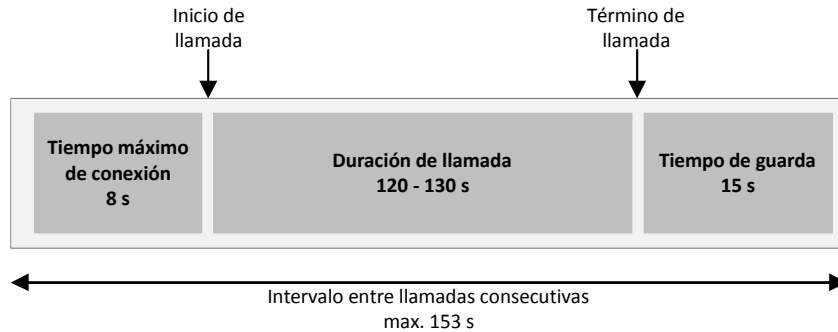 Inicio de
llamada
Término de
llamada
Tiempo máximo
de conexión
8 s
Duración de llamada
120 - 130 s
Tiempo de guarda
15 s
Intervalo entre llamadas consecutivas
max. 153 s